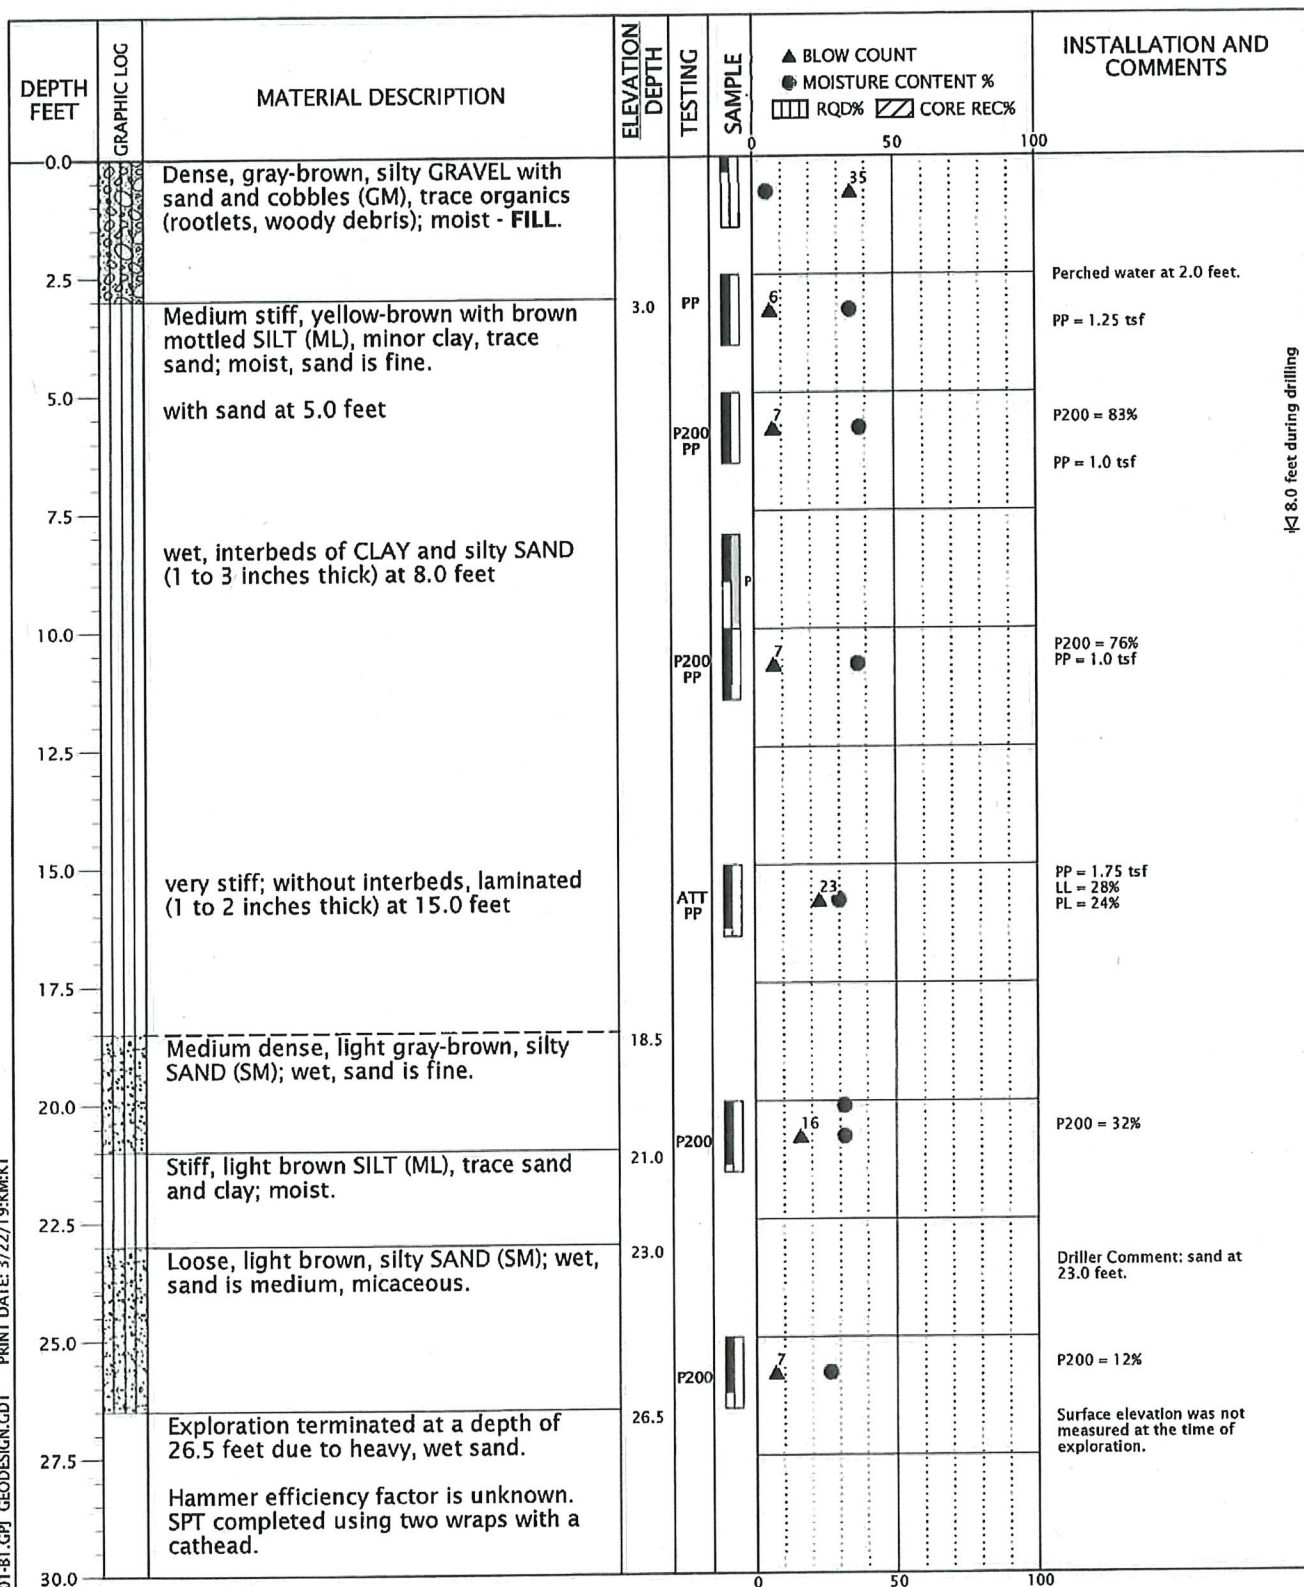 DEPTH
FEET
GRAPHIC LOG
MATERIAL DESCRIPTION
ELEVATION
DEPTH
TESTING
SAMPLE
▲ BLOW COUNT
● MOISTURE CONTENT %
RQD% CORE REC%
0 50 100
INSTALLATION AND
COMMENTS
0.0
Dense, gray-brown, silty GRAVEL with
sand and cobbles (GM), trace organics
(rootlets, woody debris); moist - FILL.
35
2.5
3.0
PP
6
Perched water at 2.0 feet.
PP = 1.25 tsf
Medium stiff, yellow-brown with brown
mottled SILT (ML), minor clay, trace
sand; moist, sand is fine.
5.0
with sand at 5.0 feet
P200
PP
7
P200 = 83%
PP = 1.0 tsf
8.0 feet during drilling
7.5
wet, interbeds of CLAY and silty SAND
(1 to 3 inches thick) at 8.0 feet
P
10.0
P200
PP
7
P200 = 76%
PP = 1.0 tsf
12.5
15.0
very stiff; without interbeds, laminated
(1 to 2 inches thick) at 15.0 feet
ATT
PP
23
PP = 1.75 tsf
LL = 28%
PL = 24%
17.5
18.5
Medium dense, light gray-brown, silty
SAND (SM); wet, sand is fine.
20.0
P200
16
P200 = 32%
21.0
Stiff, light brown SILT (ML), trace sand
and clay; moist.
22.5
23.0
Loose, light brown, silty SAND (SM); wet,
sand is medium, micaceous.
Driller Comment: sand at
23.0 feet.
25.0
P200
7
P200 = 12%
26.5
Exploration terminated at a depth of
26.5 feet due to heavy, wet sand.
Surface elevation was not
measured at the time of
exploration.
27.5
Hammer efficiency factor is unknown.
SPT completed using two wraps with a
cathead.
30.0
0 50 100
GEODESIGN.GDT PRINT DATE: 3/22/19:KM:KT